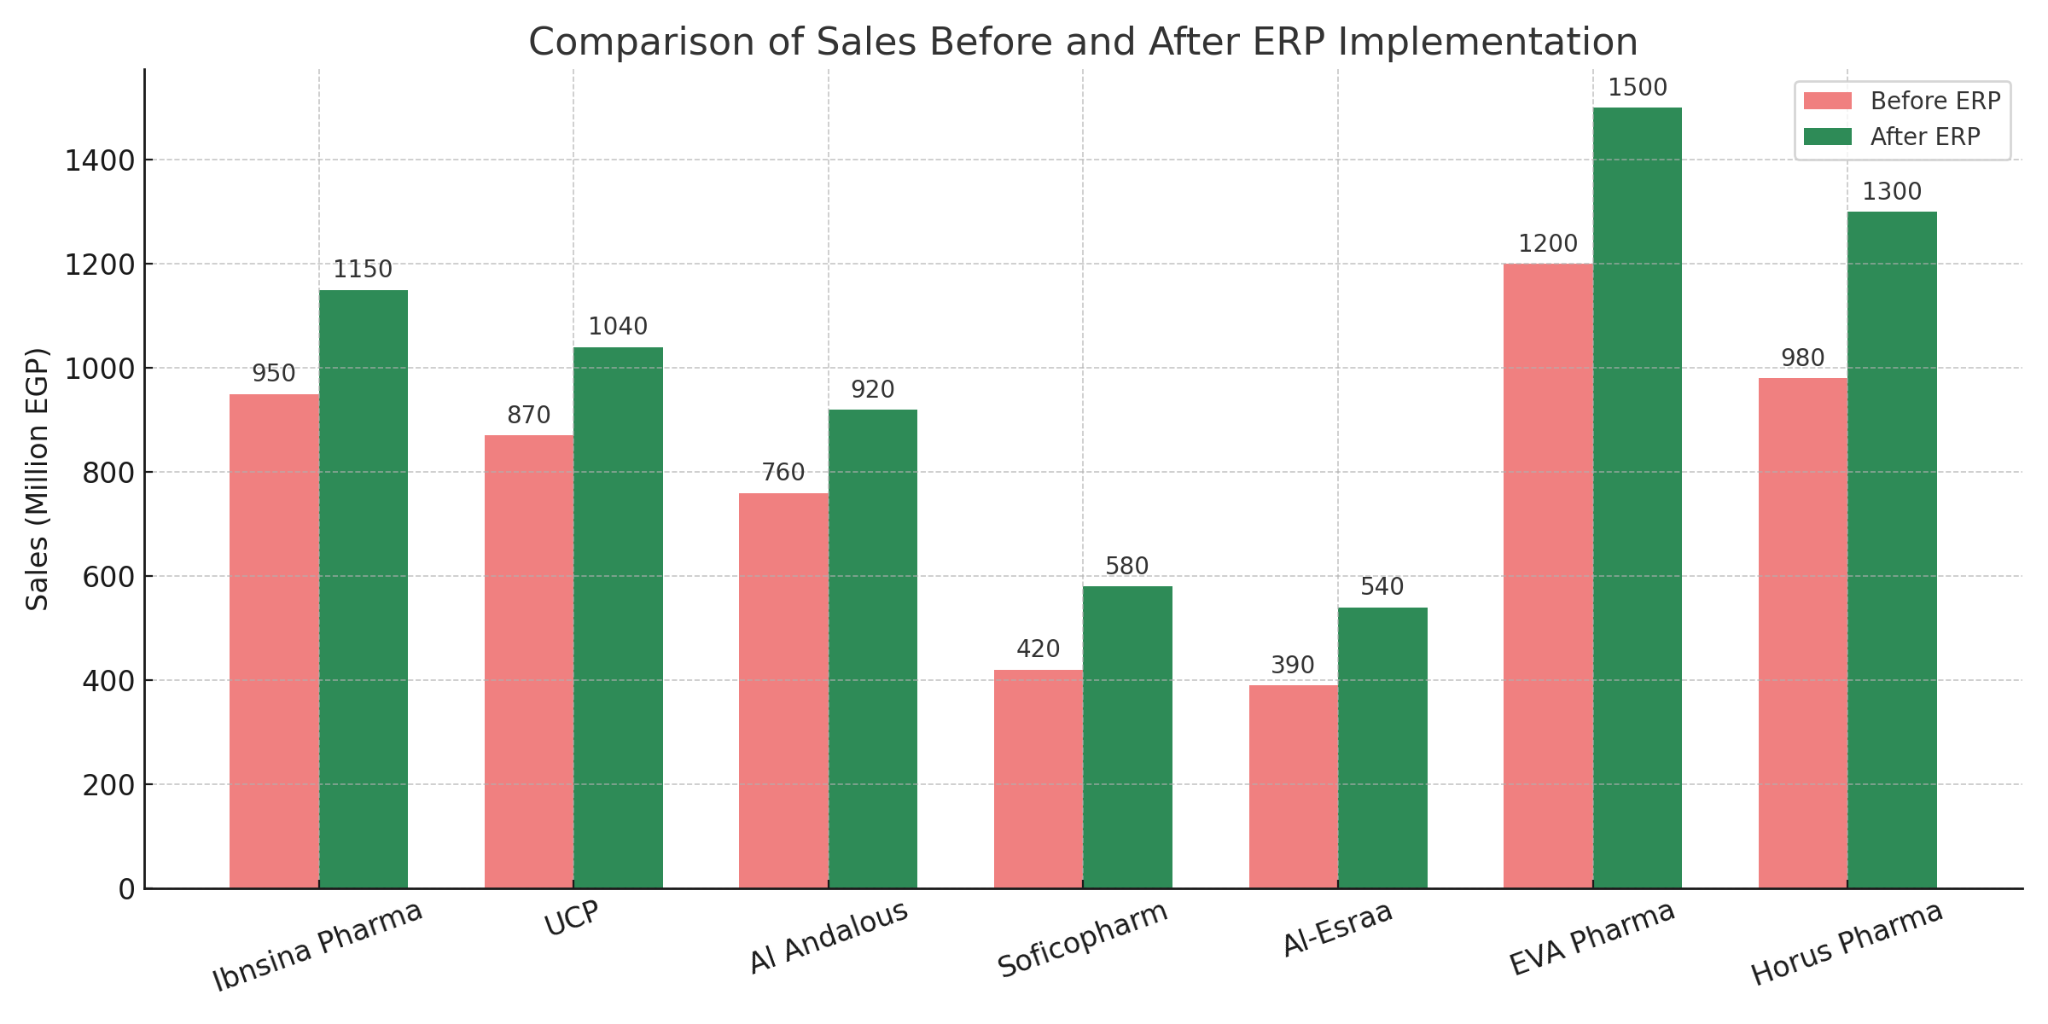 Comparison of Sales Before and After ERP Implementation
Before ERP
After ERP
Sales (Million EGP)
1400
1200
1000
800
600
400
200
0
950
1150
870
1040
760
920
420
580
390
540
1200
1500
980
1300
Ibnsina Pharma
UCP
Al Andalous
Soficopharm
Al-Esraa
EVA Pharma
Horus Pharma